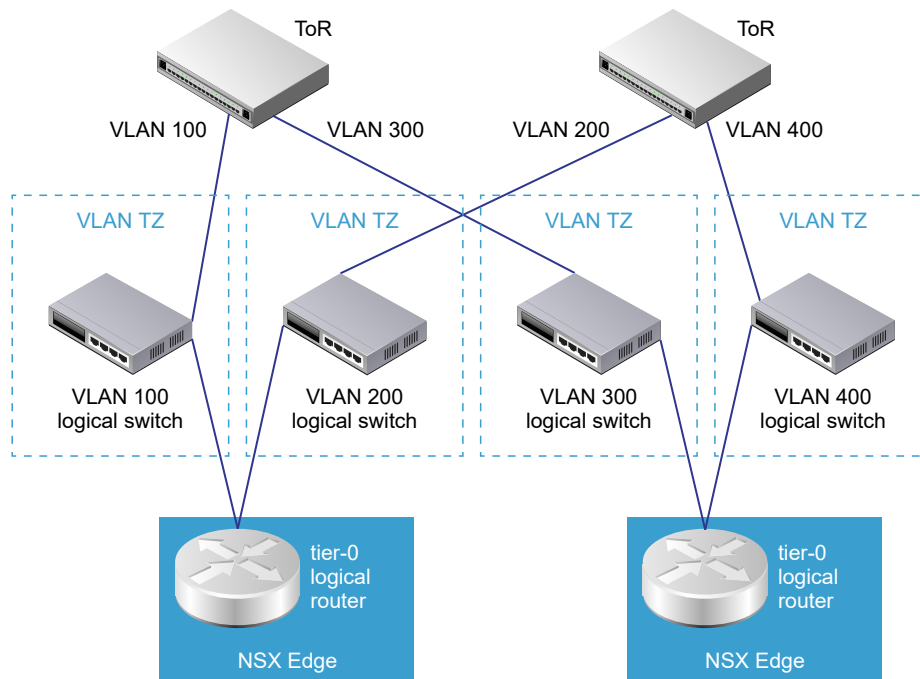 ToR
ToR
VLAN 100
VLAN 300
VLAN 200
VLAN 400
VLAN TZ
VLAN TZ
VLAN TZ
VLAN TZ
VLAN 100
logical switch
VLAN 200
logical switch
VLAN 300
logical switch
VLAN 400
logical switch
tier-0
logical
router
NSX Edge
tier-0
logical
router
NSX Edge